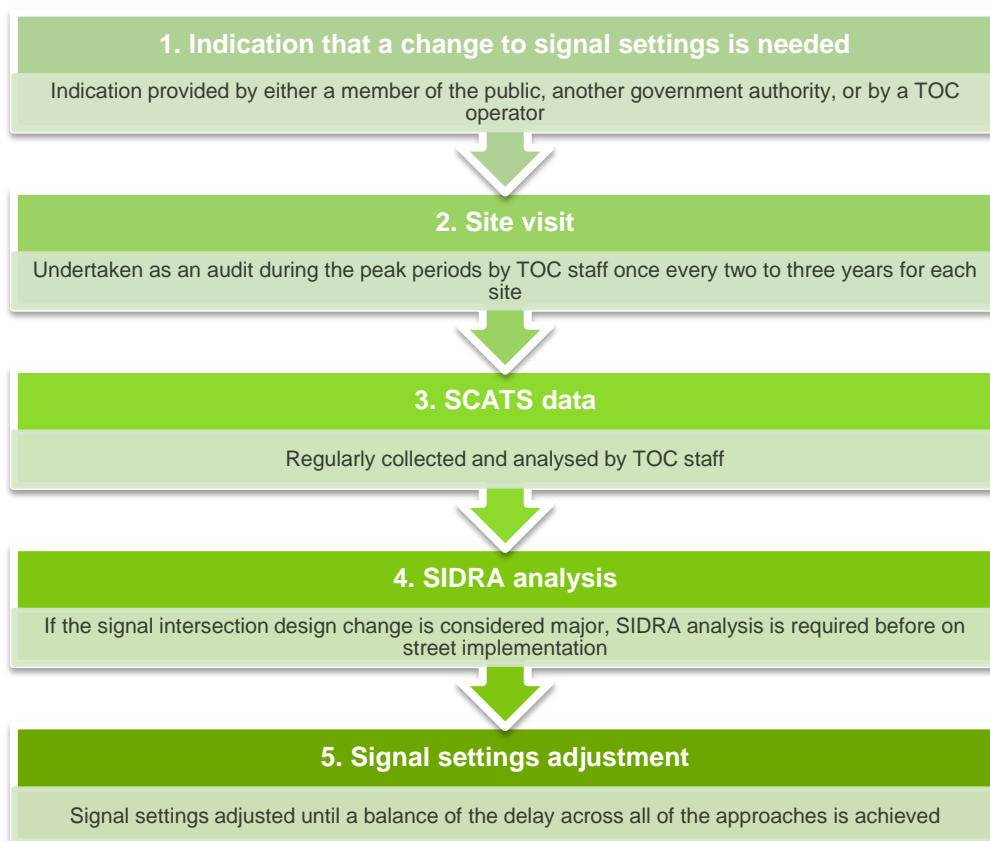 1. Indication that a change to signal settings is needed
Indication provided by either a member of the public, another government authority, or by a TOC
operator
2. Site visit
Undertaken as an audit during the peak periods by TOC staff once every two to three years for each
site
3. SCATS data
Regularly collected and analysed by TOC staff
4. SIDRA analysis
If the signal intersection design change is considered major, SIDRA analysis is required before on
street implementation
5. Signal settings adjustment
Signal settings adjusted until a balance of the delay across all of the approaches is achieved